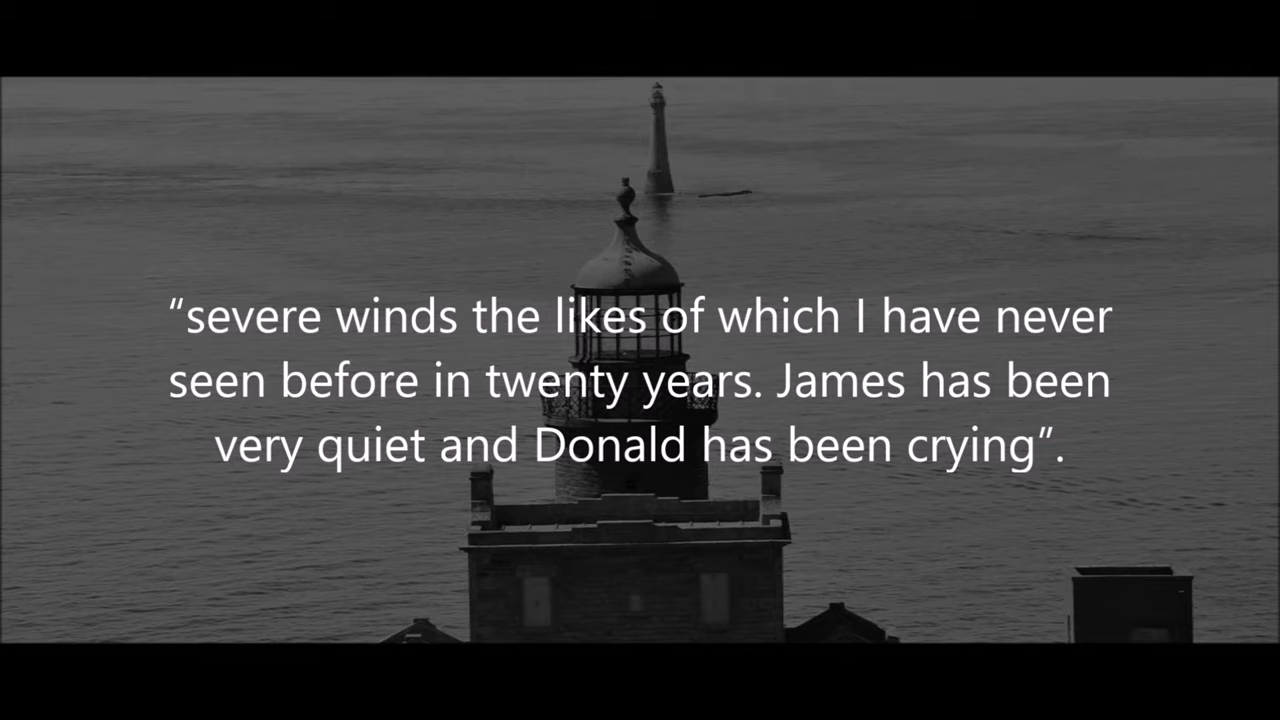 “severe winds the likes of which I have never
seen before in twenty years. James has been
very quiet and Donald has been crying”.